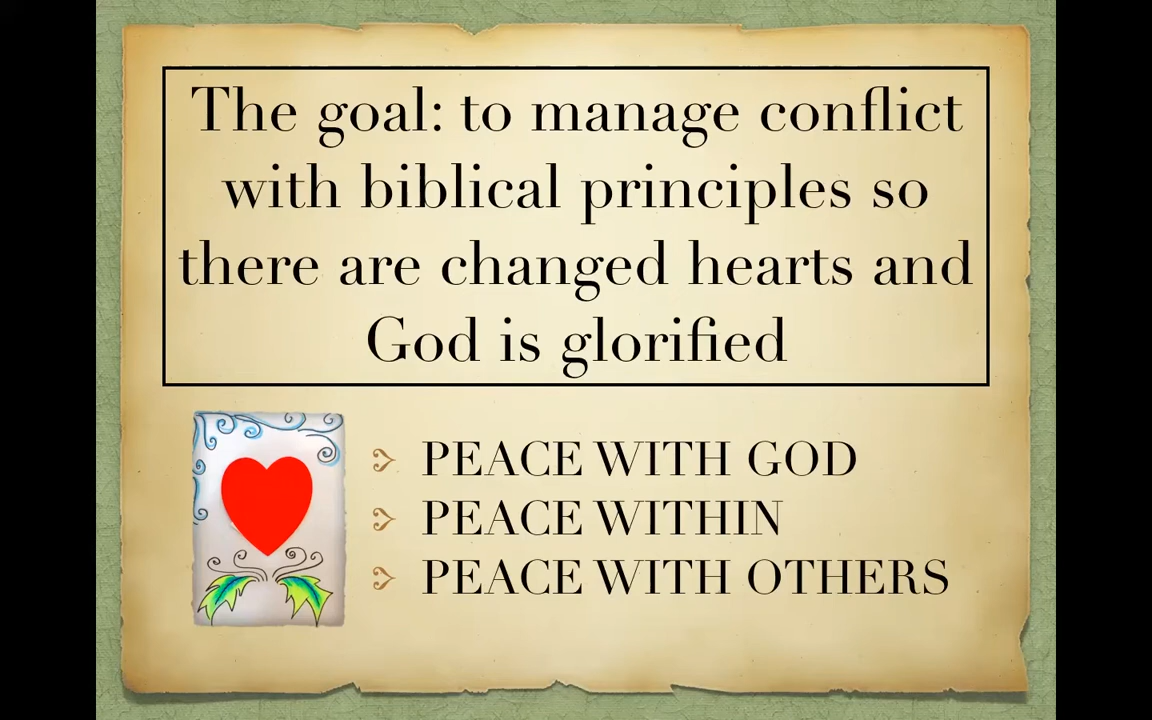 The goal: to manage conflict
with biblical principles so
there are changed hearts and
God is glorified
PEACE WITH GOD
PEACE WITHIN
PEACE WITH OTHERS